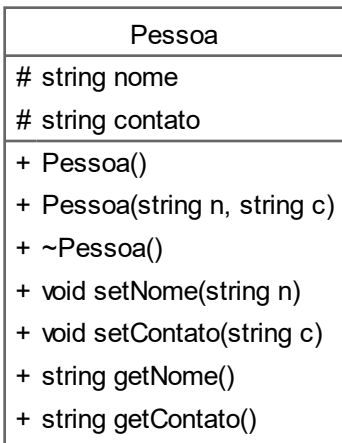 Pessoa
# string nome
# string contato
+ Pessoa()
+ Pessoa(string n, string c)
+ ~Pessoa()
+ void setNome(string n)
+ void setContato(string c)
+ string getNome()
+ string getContato()